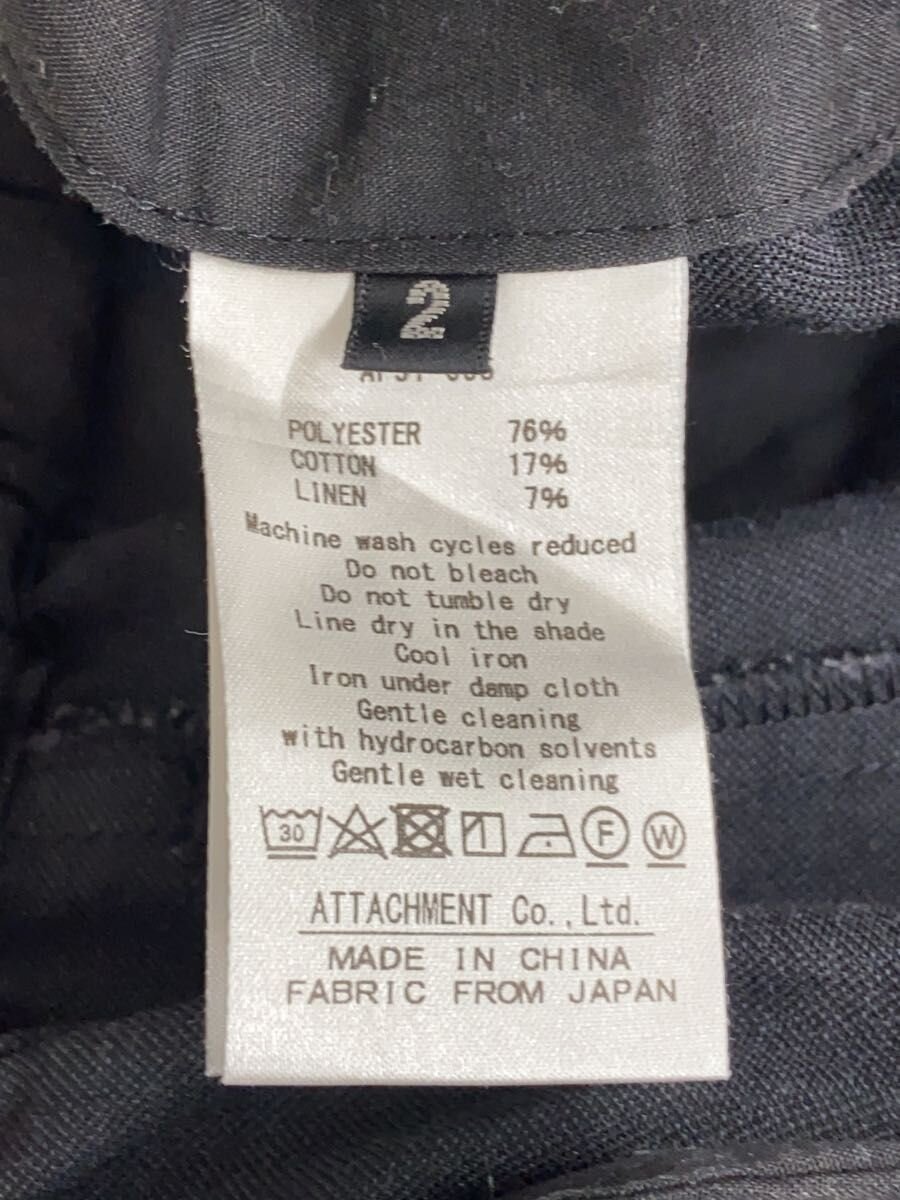 2
POLYESTER 76%
COTTON 17%
LINEN 7%
Machine wash cycles reduced
Do not bleach
Do not tumble dry
Line dry in the shade
Cool iron
Iron under damp cloth
Gentle cleaning
with hydrocarbon solvents
Gentle wet cleaning
30 F W
ATTACHMENT Co.,Ltd.
MADE IN CHINA
FABRIC FROM JAPAN